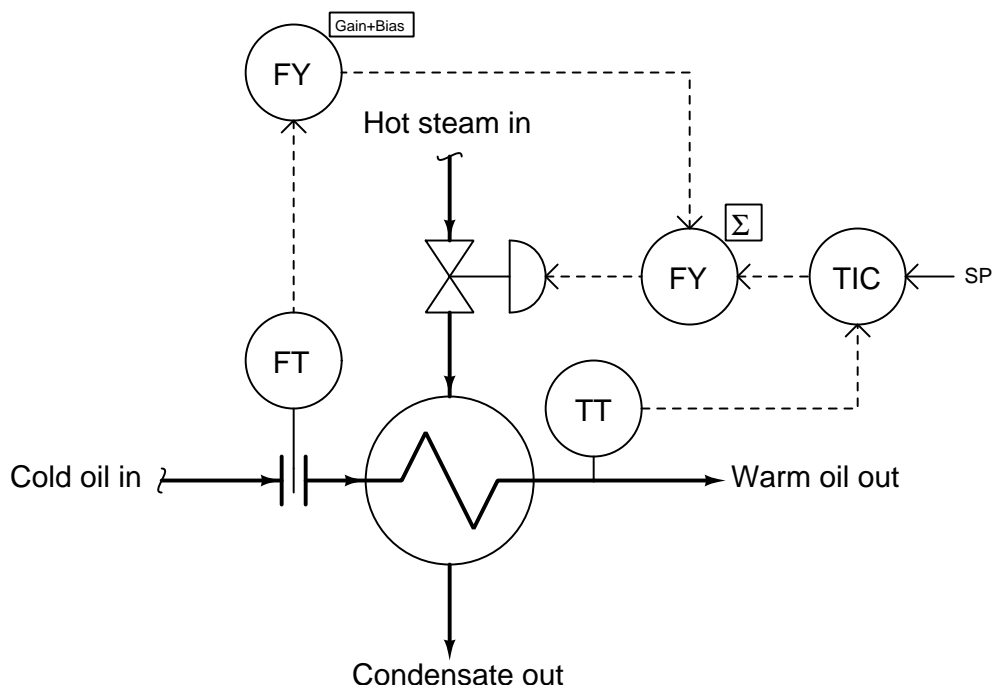 Gain+Bias
FY
Hot steam in
Σ
FY
TIC
SP
FT
TT
Cold oil in
Warm oil out
Condensate out